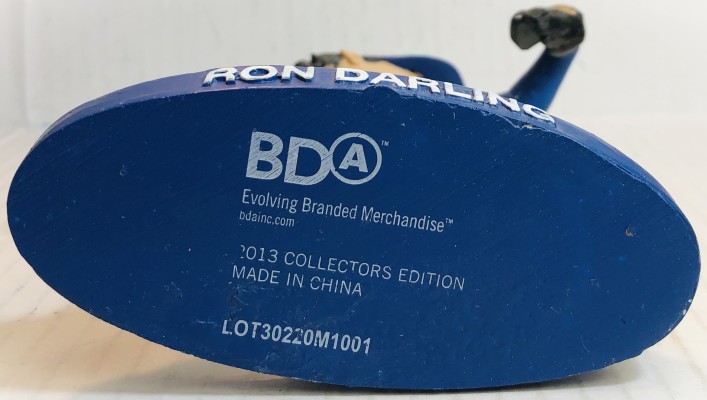 RON DARLING
BDA™
Evolving Branded Merchandise™
bdainc.com
2013 COLLECTORS EDITION
MADE IN CHINA
LOT30220M1001